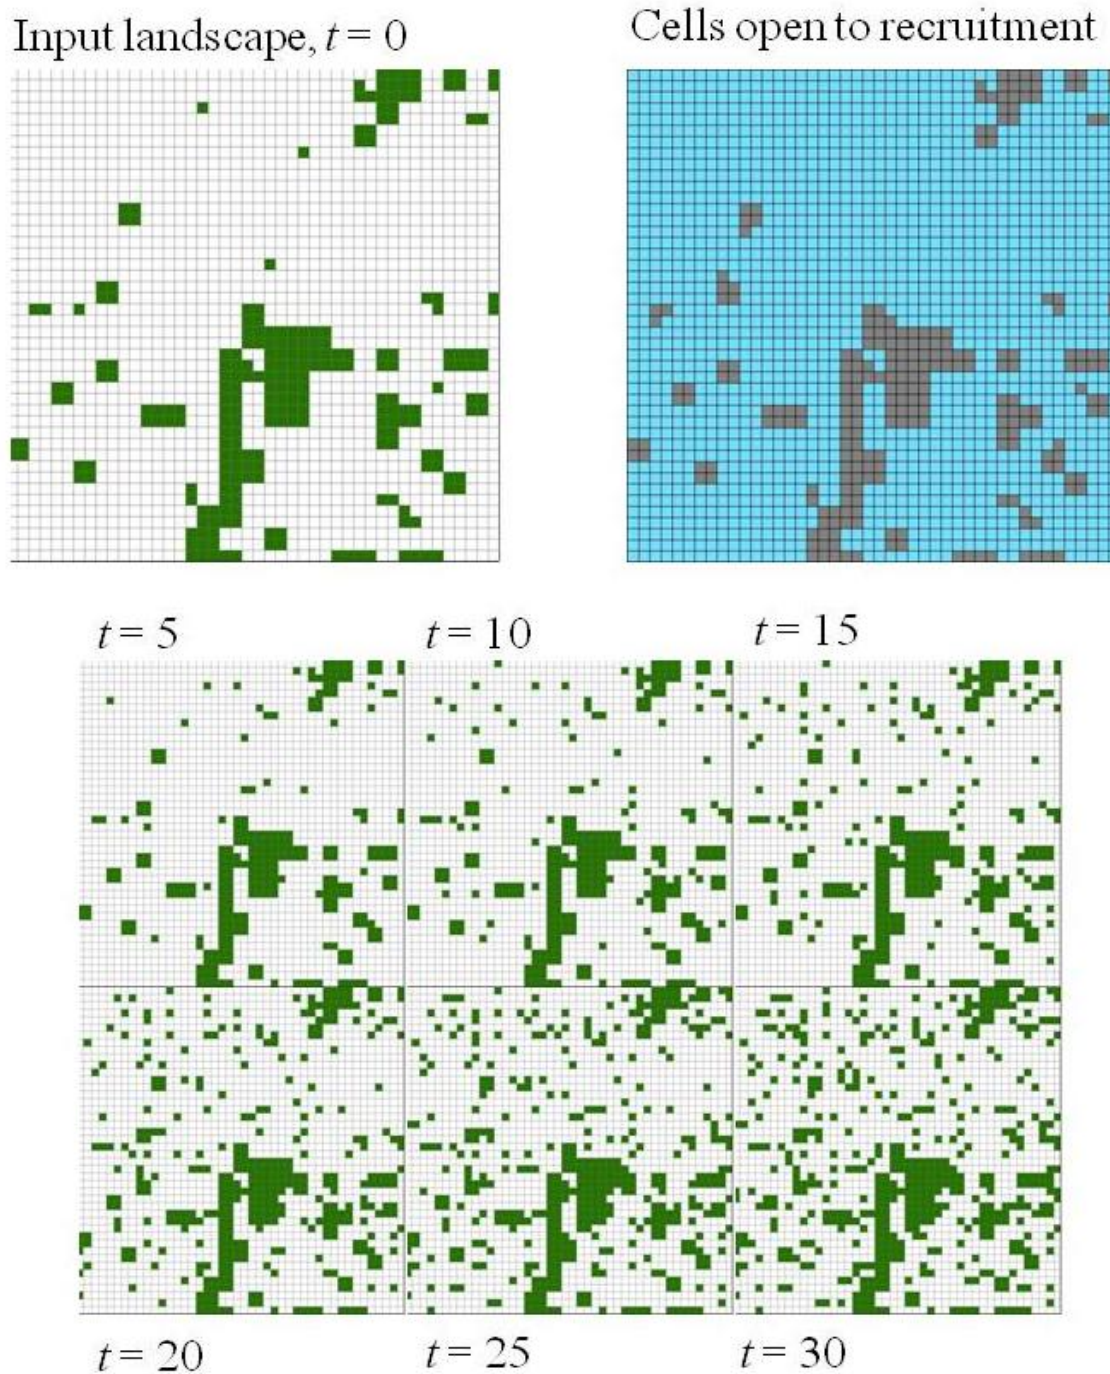 Input landscape, t = 0
Cells open to recruitment
t = 5
t = 10
t = 15
t = 20
t = 25
t = 30